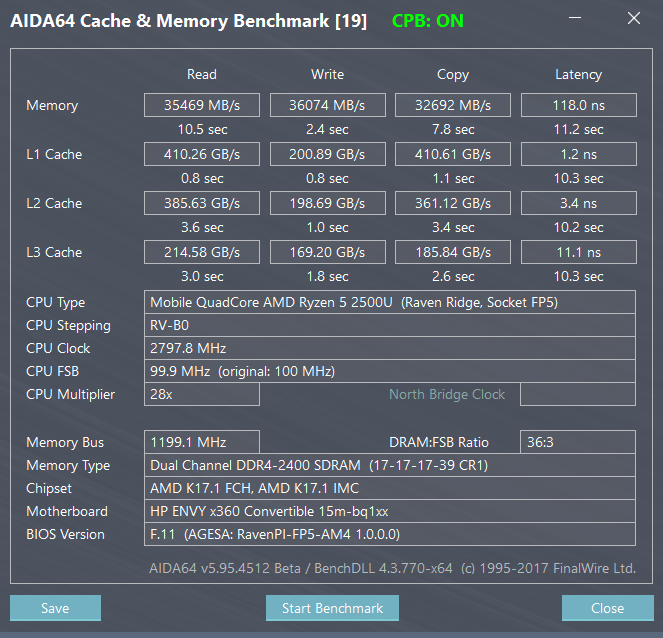 AIDA64 Cache & Memory Benchmark [19] CPB: ON
Read Write Copy Latency
Memory 35469 MB/s 36074 MB/s 32692 MB/s 118.0 ns
10.5 sec 2.4 sec 7.8 sec 11.2 sec
L1 Cache 410.26 GB/s 200.89 GB/s 410.61 GB/s 1.2 ns
0.8 sec 0.8 sec 1.1 sec 10.3 sec
L2 Cache 385.63 GB/s 198.69 GB/s 361.12 GB/s 3.4 ns
3.6 sec 1.0 sec 3.4 sec 10.2 sec
L3 Cache 214.58 GB/s 169.20 GB/s 185.84 GB/s 11.1 ns
3.0 sec 1.8 sec 2.6 sec 10.3 sec
CPU Type Mobile QuadCore AMD Ryzen 5 2500U (Raven Ridge, Socket FP5)
CPU Stepping RV-B0
CPU Clock 2797.8 MHz
CPU FSB 99.9 MHz (original: 100 MHz)
CPU Multiplier 28x North Bridge Clock
Memory Bus 1199.1 MHz DRAM:FSB Ratio 36:3
Memory Type Dual Channel DDR4-2400 SDRAM (17-17-17-39 CR1)
Chipset AMD K17.1 FCH, AMD K17.1 IMC
Motherboard HP ENVY x360 Convertible 15m-bq1xx
BIOS Version F.11 (AGESA: RavenPI-FP5-AM4 1.0.0.0)
AIDA64 v5.95.4512 Beta / BenchDLL 4.3.770-x64 (c) 1995-2017 FinalWire Ltd.
Save Start Benchmark Close